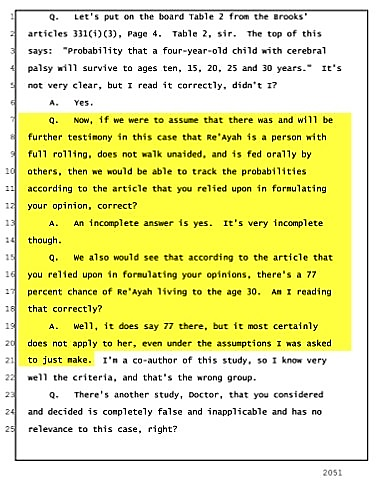 1 Q. Let's put on the board Table 2 from the Brooks'
2 articles 331(i)(3), Page 4. Table 2, sir. The top of this
3 says: "Probability that a four-year-old child with cerebral
4 palsy will survive to ages ten, 15, 20, 25 and 30 years." It's
5 not very clear, but I read it correctly, didn't I?
6 A. Yes.
7 Q. Now, if we were to assume that there was and will be
8 further testimony in this case that Re'Ayah is a person with
9 full rolling, does not walk unaided, and is fed orally by
10 others, then we would be able to track the probabilities
11 according to the article that you relied upon in formulating
12 your opinion, correct?
13 A. An incomplete answer is yes. It's very incomplete
14 though.
15 Q. We also would see that according to the article that
16 you relied upon in formulating your opinions, there's a 77
17 percent chance of Re'Ayah living to the age 30. Am I reading
18 that correctly?
19 A. Well, it does say 77 there, but it most certainly
20 does not apply to her, even under the assumptions I was asked
21 to just make. I'm a co-author of this study, so I know very
22 well the criteria, and that's the wrong group.
23 Q. There's another study, Doctor, that you considered
24 and decided is completely false and inapplicable and has no
25 relevance to this case, right?
2051